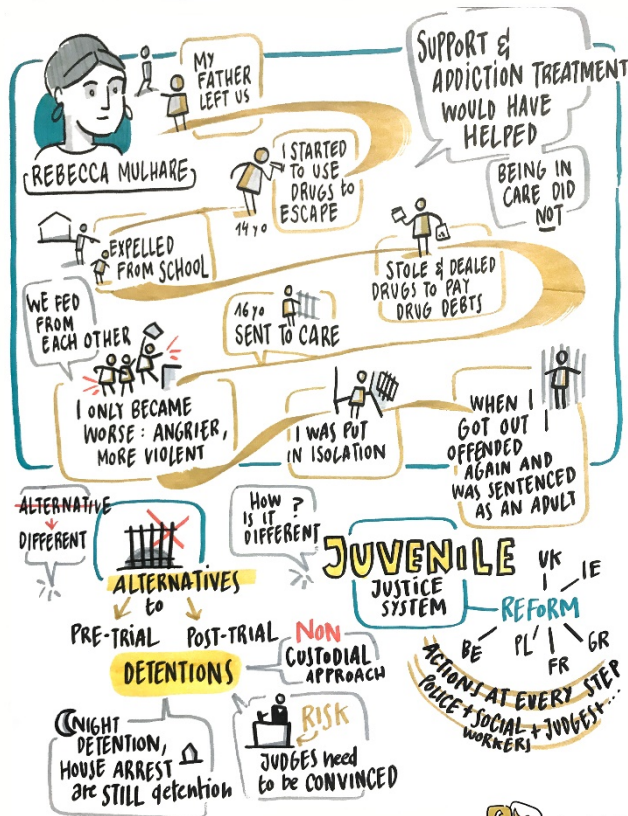 MY
FATHER
LEFT US
REBECCA MULHARE
SUPPORT &
ADDICTION TREATMENT
WOULD HAVE
HELPED
BEING IN
CARE DID
NOT
I STARTED
TO USE
DRUGS to
ESCAPE
14 yo
EXPELLED
FROM SCHOOL
STOLE & DEALED
DRUGS TO PAY
DRUG DEBTS
16 yo
SENT TO CARE
WE FED
FROM
EACH OTHER
I ONLY BECAME
WORSE: ANGRIER,
MORE VIOLENT
I WAS PUT
IN ISOLATION
WHEN I
GOT OUT I
OFFENDED
AGAIN AND
WAS SENTENCED
AS AN ADULT
ALTERNATIVE
DIFFERENT
ALTERNATIVES
to
PRE-TRIAL POST-TRIAL
DETENTIONS
HOW ?
IS IT
DIFFERENT
NON
CUSTODIAL
APPROACH
NIGHT
DETENTION,
HOUSE ARREST
are STILL detention
RISK
JUDGES need
to be CONVINCED
JUVENILE
JUSTICE
SYSTEM
REFORM
UK
IE
BE
PL
FR
GR
ACTIONS AT EVERY STEP
POLICE + SOCIAL + JUDGES + ...
WORKERS